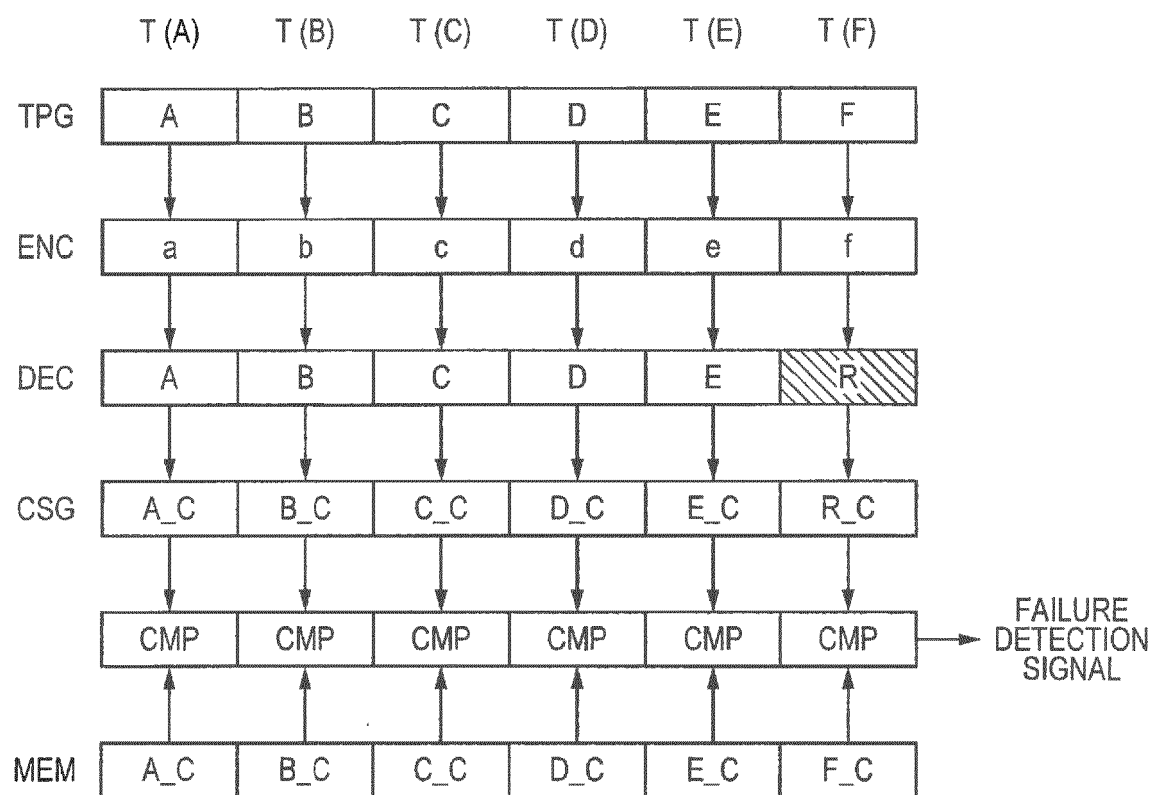 T (A) T (B) T (C) T (D) T (E) T (F)
TPG A B C D E F
ENC a b c d e f
DEC A B C D E R
CSG A_C B_C C_C D_C E_C R_C
CMP CMP CMP CMP CMP CMP
FAILURE
DETECTION
SIGNAL
MEM A_C B_C C_C D_C E_C F_C